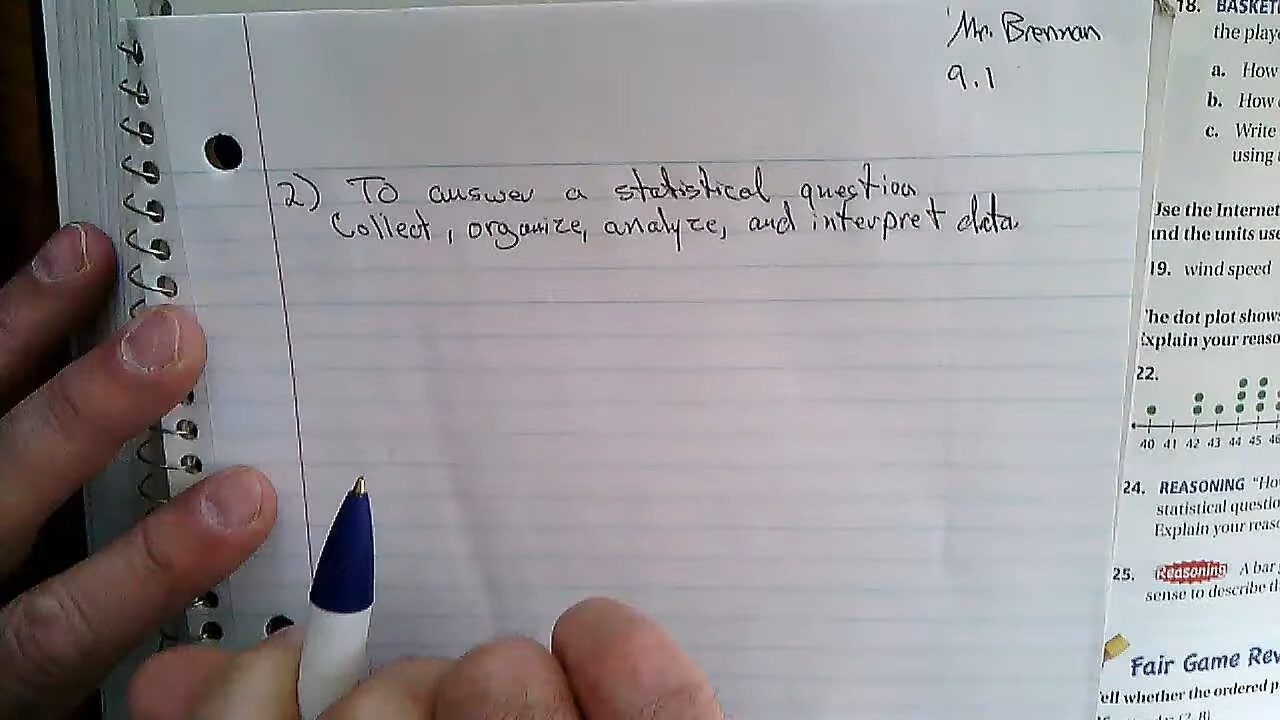 Mr. Brennan
9.1
2) To answer a statistical question
Collect, organize, analyze, and interpret data.
18. BASKET
the playe
a. How
b. How
c. Write
using
Use the Internet
and the units use
19. wind speed
The dot plot shows
Explain your reaso
22.
40 41 42 43 44 45 46
24. REASONING "Ho
statistical questio
Explain your reas
25. Reasoning A bar
sense to describe th
Fair Game Rev
ell whether the ordered p